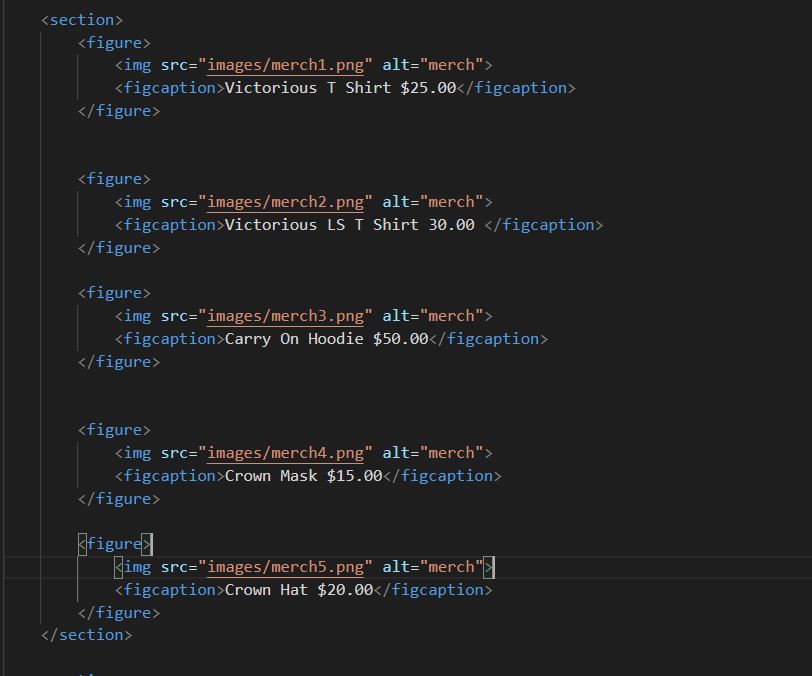 <section>
<figure>
<img src="images/merch1.png" alt="merch">
<figcaption>Victorious T Shirt $25.00</figcaption>
</figure>
<figure>
<img src="images/merch2.png" alt="merch">
<figcaption>Victorious LS T Shirt 30.00 </figcaption>
</figure>
<figure>
<img src="images/merch3.png" alt="merch">
<figcaption>Carry On Hoodie $50.00</figcaption>
</figure>
<figure>
<img src="images/merch4.png" alt="merch">
<figcaption>Crown Mask $15.00</figcaption>
</figure>
<figure>
<img src="images/merch5.png" alt="merch">
<figcaption>Crown Hat $20.00</figcaption>
</figure>
</section>